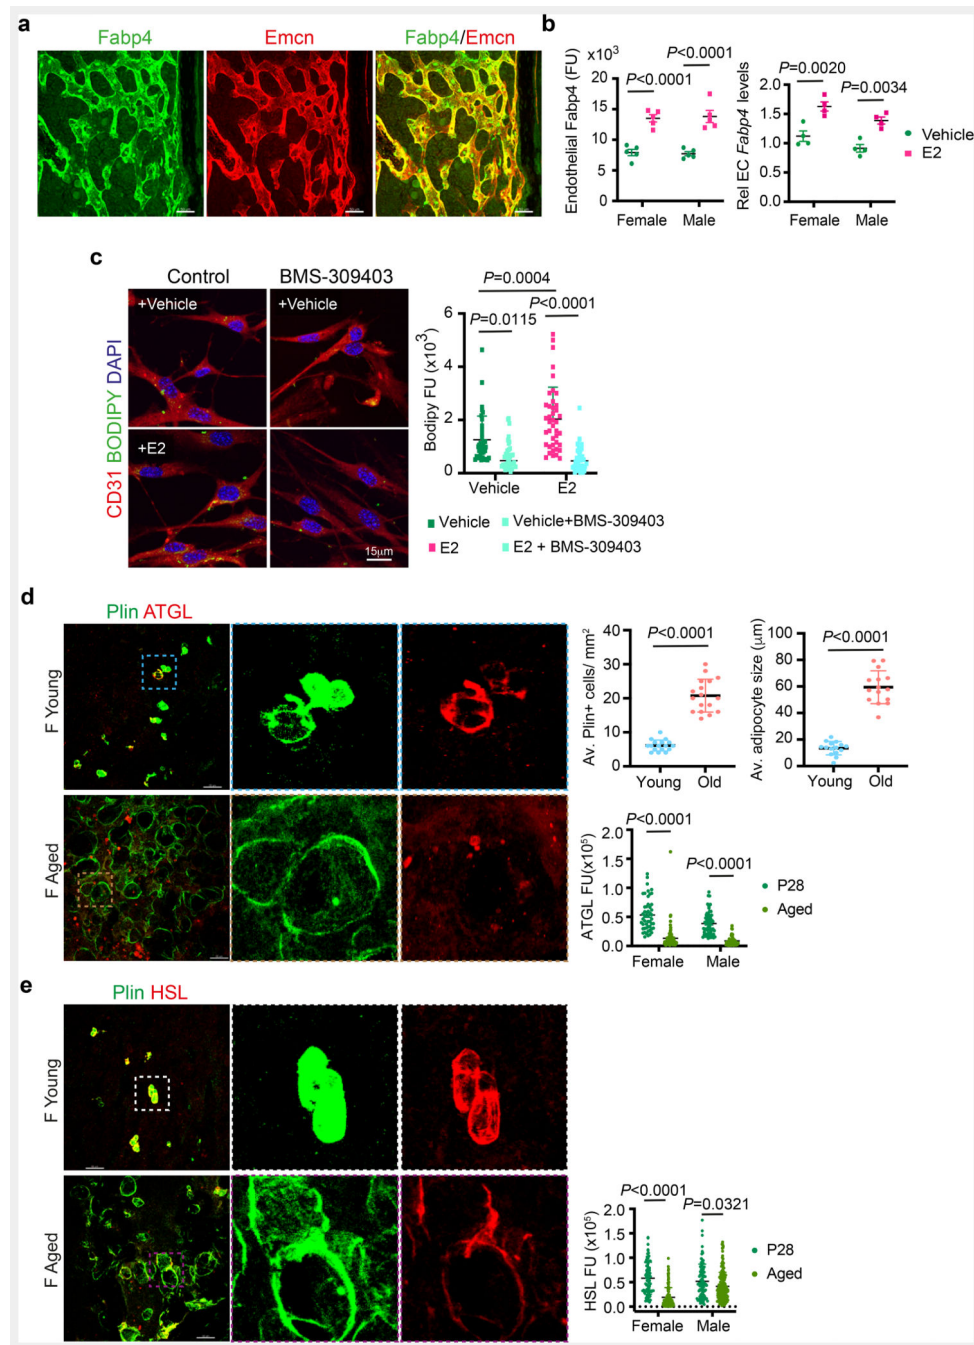 a
Fabp4
Emcn
Fabp4/Emcn
b
Endothelial Fabp4 (FU)
x10³
20
15
10
5
0
P<0.0001
P<0.0001
Female
Male
Rel EC Fabp4 levels
2.0
1.5
1.0
0.5
0.0
P=0.0020
P=0.0034
Female
Male
Vehicle
E2
c
Control
BMS-309403
CD31 BODIPY DAPI
+Vehicle
+Vehicle
+E2
15μm
Bodipy FU (x10³)
6
4
2
0
P=0.0004
P=0.0115
P<0.0001
Vehicle
E2
Vehicle
Vehicle+BMS-309403
E2
E2 + BMS-309403
d
Plin ATGL
F Young
F Aged
Av. Plin+ cells/ mm²
40
30
20
10
0
P<0.0001
Young
Old
Av. adipocyte size (μm)
100
80
60
40
20
0
P<0.0001
Young
Old
ATGL FU(x10⁵)
2.0
1.5
1.0
0.5
0.0
P<0.0001
P<0.0001
Female
Male
P28
Aged
e
Plin HSL
F Young
F Aged
HSL FU (x10⁵)
2.0
1.5
1.0
0.5
0.0
P<0.0001
P=0.0321
Female
Male
P28
Aged